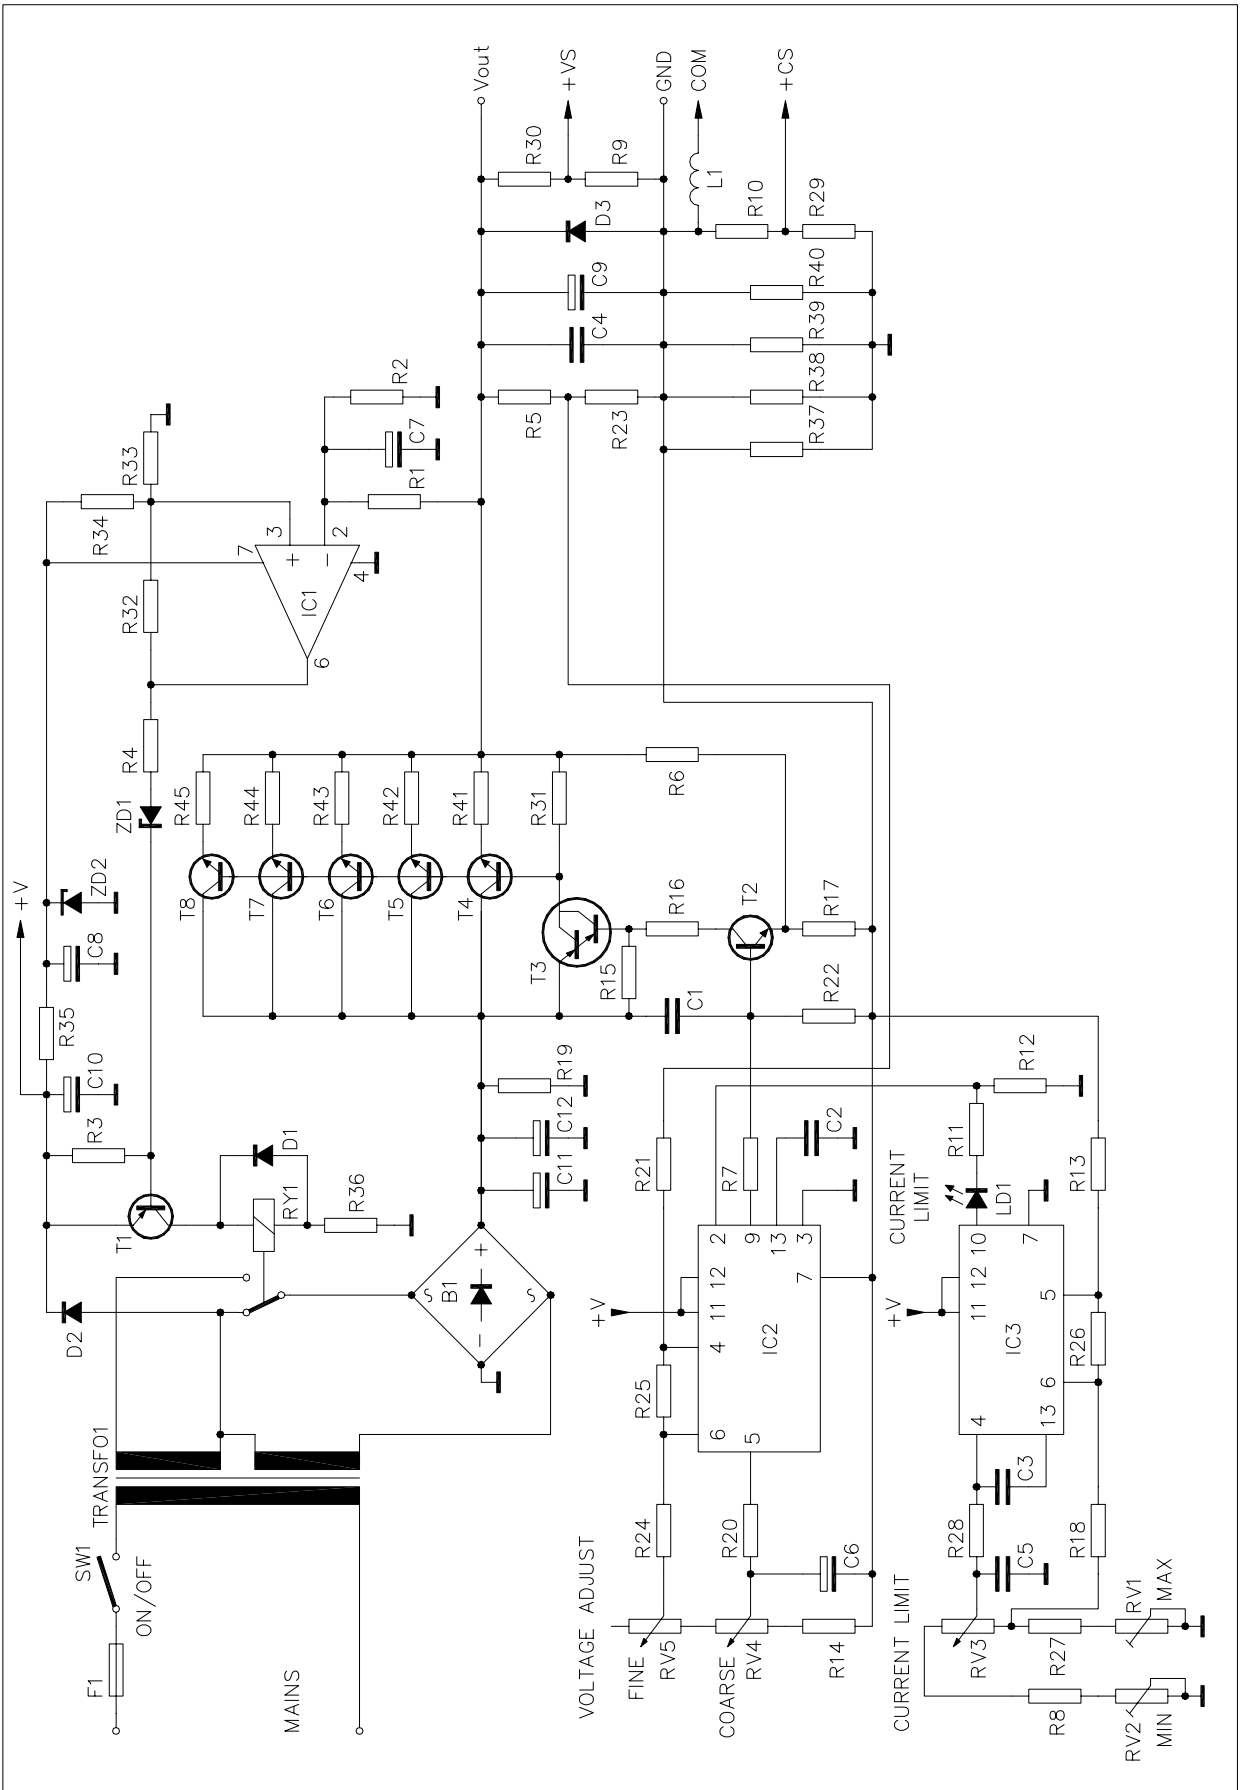 F1
SW1
ON/OFF
MAINS
TRANSFO1
D2
T1
R3
C10
+V
R35
C8
ZD2
ZD1
R4
R32
R34
R33
7
3
+
−
2
IC1
6
4
R2
C7
R1
D1
RY1
R36
S
B1
+
−
S
C11
C12
R19
T8
R45
T7
R44
T6
R43
T5
R42
T4
R41
T3
R31
R15
R16
C1
T2
R6
R22
R17
Vout
R30
+VS
R9
GND
COM
L1
+CS
R10
R29
D3
C9
C4
R5
R23
R40
R39
R38
R37
VOLTAGE ADJUST
FINE
RV5
COARSE
RV4
R24
R20
R14
C6
R25
R21
+V
6
4
11
12
2
5
IC2
9
13
7
3
R7
C2
CURRENT LIMIT
RV3
R28
C5
C3
R18
R27
RV1
MAX
R8
RV2
MIN
+V
4
11
12
10
IC3
13
6
5
7
R26
R13
CURRENT
LIMIT
LD1
R11
R12